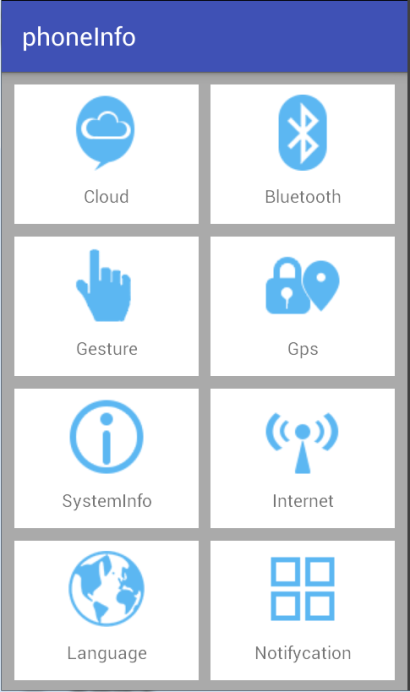 phoneInfo
Cloud
Bluetooth
Gesture
Gps
SystemInfo
Internet
Language
Notifycation